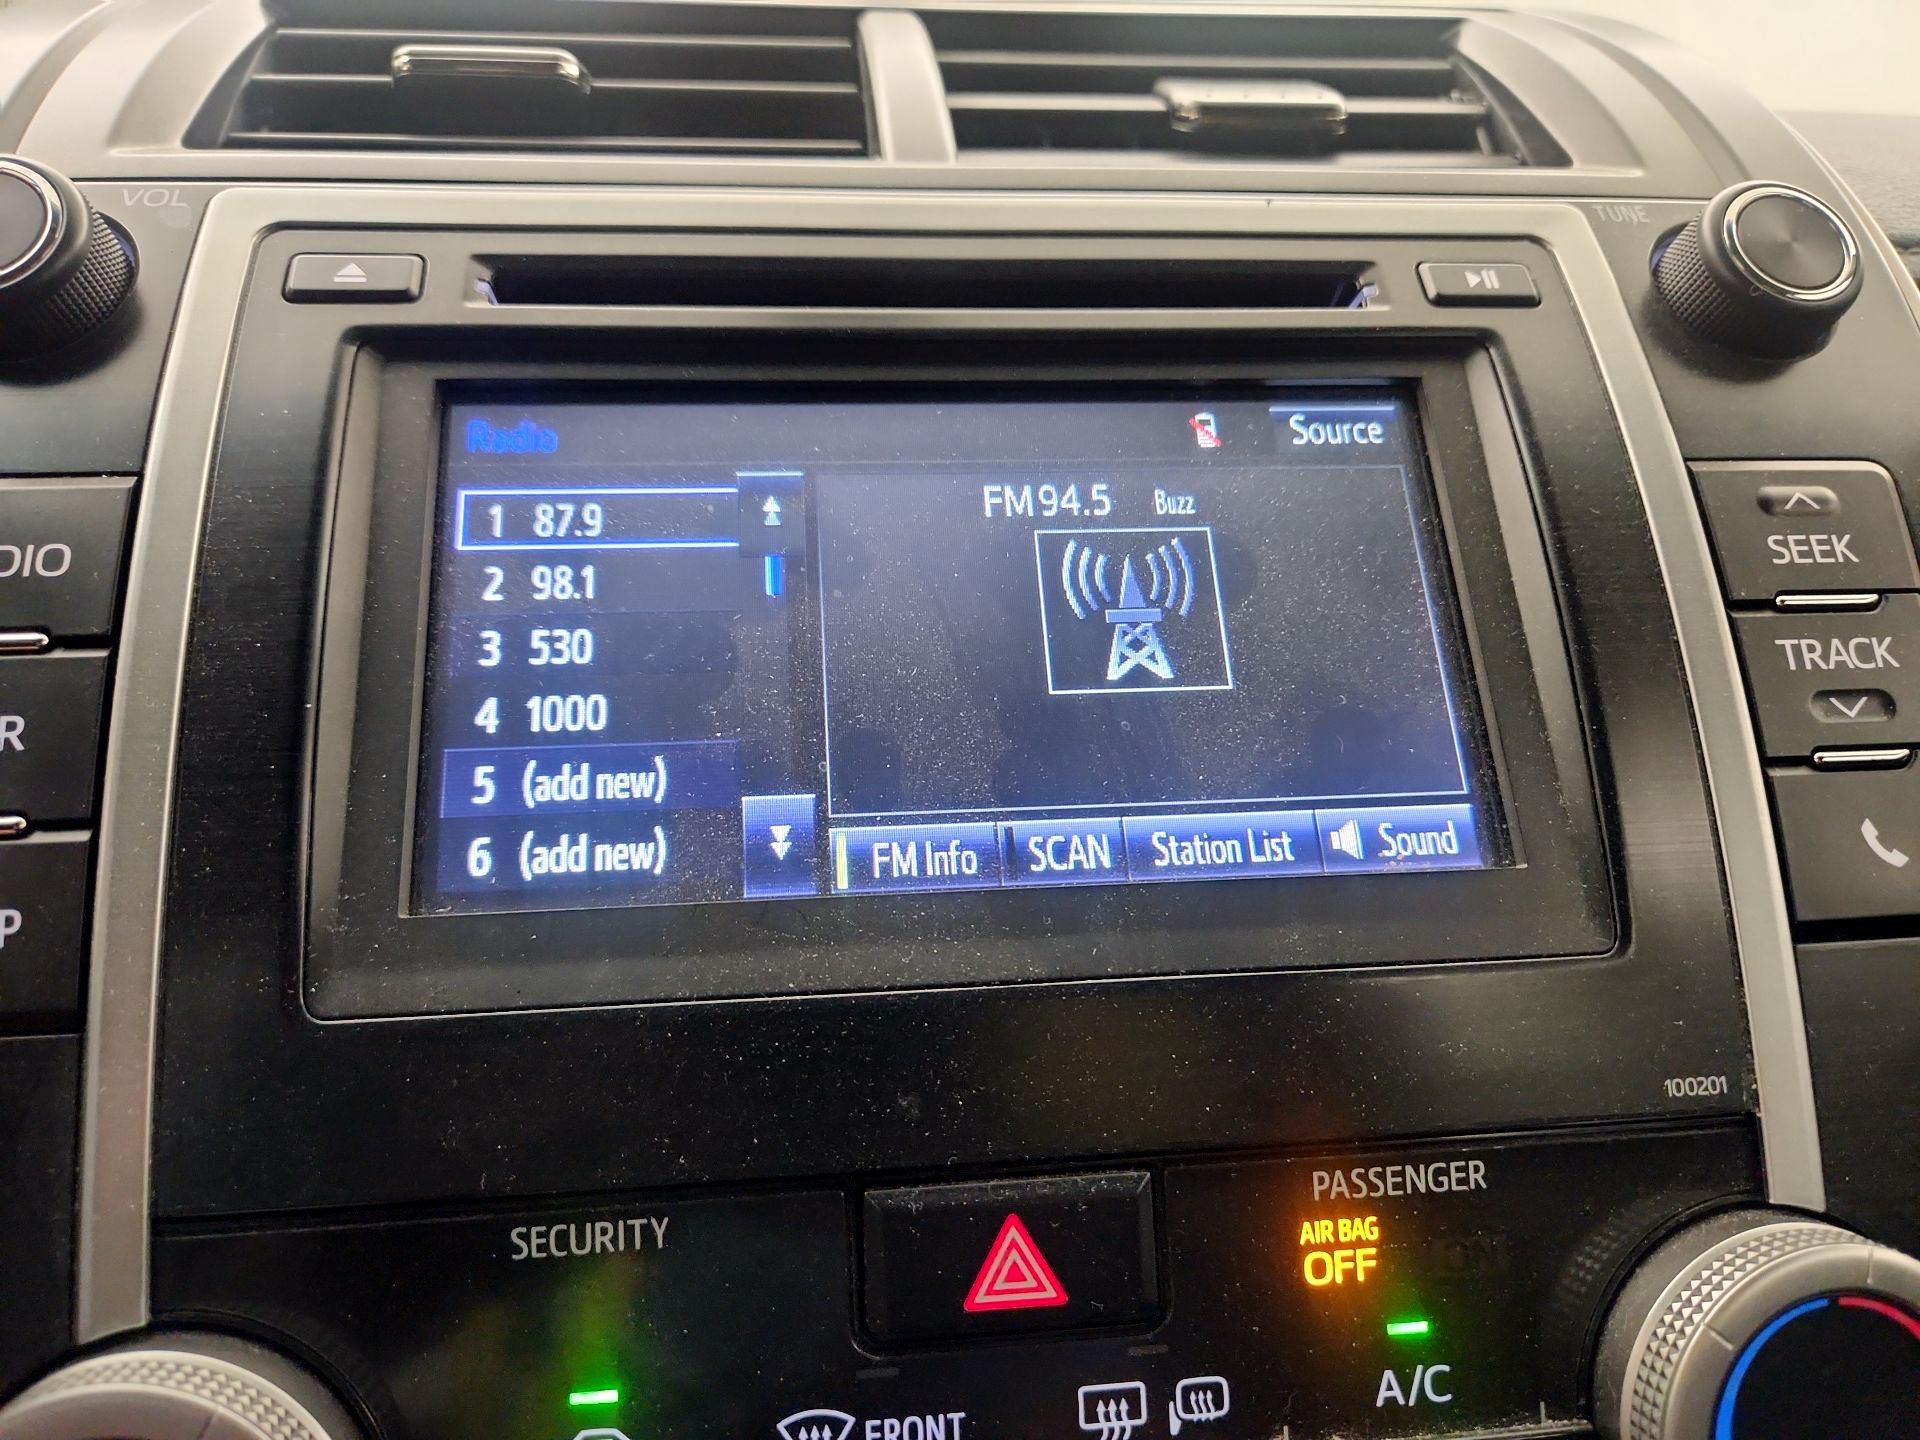 VOL
TUNE
Radio
Source
1 87.9
2 98.1
3 530
4 1000
5 (add new)
6 (add new)
FM 94.5 Buzz
FM Info
SCAN
Station List
Sound
DIO
R
P
SEEK
TRACK
100201
SECURITY
PASSENGER
AIR BAG
OFF
ON
A/C
FRONT